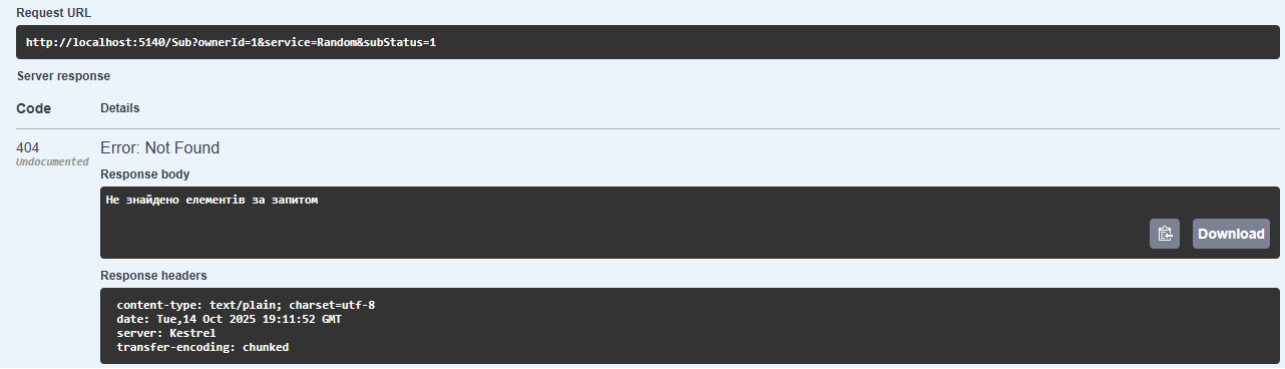 Request URL
http://localhost:5140/Sub?ownerId=1&service=Random&subStatus=1
Server response
Code Details
404 Error: Not Found
Undocumented
Response body
Не знайдено елементів за запитом
Download
Response headers
content-type: text/plain; charset=utf-8
date: Tue,14 Oct 2025 19:11:52 GMT
server: Kestrel
transfer-encoding: chunked